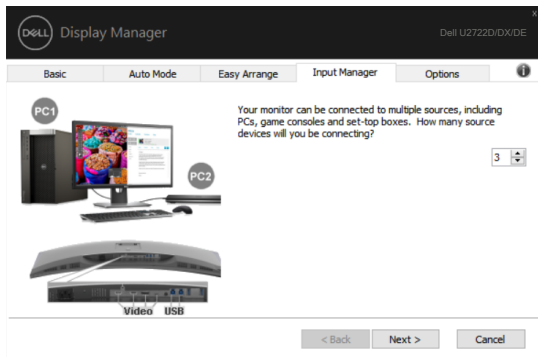 x
DELL Display Manager
Dell U2722D/DX/DE
Basic Auto Mode Easy Arrange Input Manager Options i
PC1
Your monitor can be connected to multiple sources, including
PCs, game consoles and set-top boxes. How many source
devices will you be connecting?
3
PC2
Video USB
< Back Next > Cancel